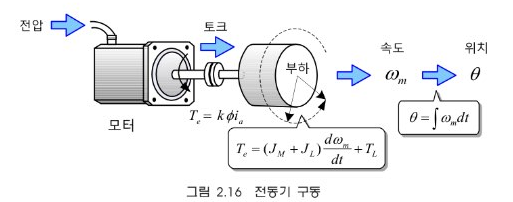 전압
토크
속도
위치
부하
ω_m
θ
모터
T_e = kϕi_a
θ = ∫ω_m dt
T_e = (J_M + J_L) dω_m/dt + T_L
그림 2.16 전동기 구동